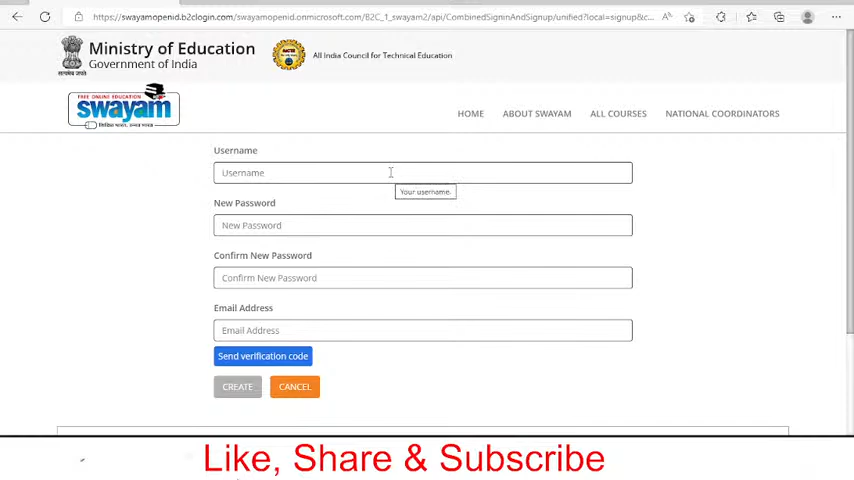 https://swayamopenid.b2clogin.com/swayamopenid.onmicrosoft.com/B2C_1_swayam2/api/CombinedSigninAndSignup/unified?local=signup&c...
Ministry of Education
Government of India
All India Council for Technical Education
FREE ONLINE EDUCATION
swayam
HOME ABOUT SWAYAM ALL COURSES NATIONAL COORDINATORS
Username
Username
Your username.
New Password
New Password
Confirm New Password
Confirm New Password
Email Address
Email Address
Send verification code
CREATE CANCEL
Like, Share & Subscribe